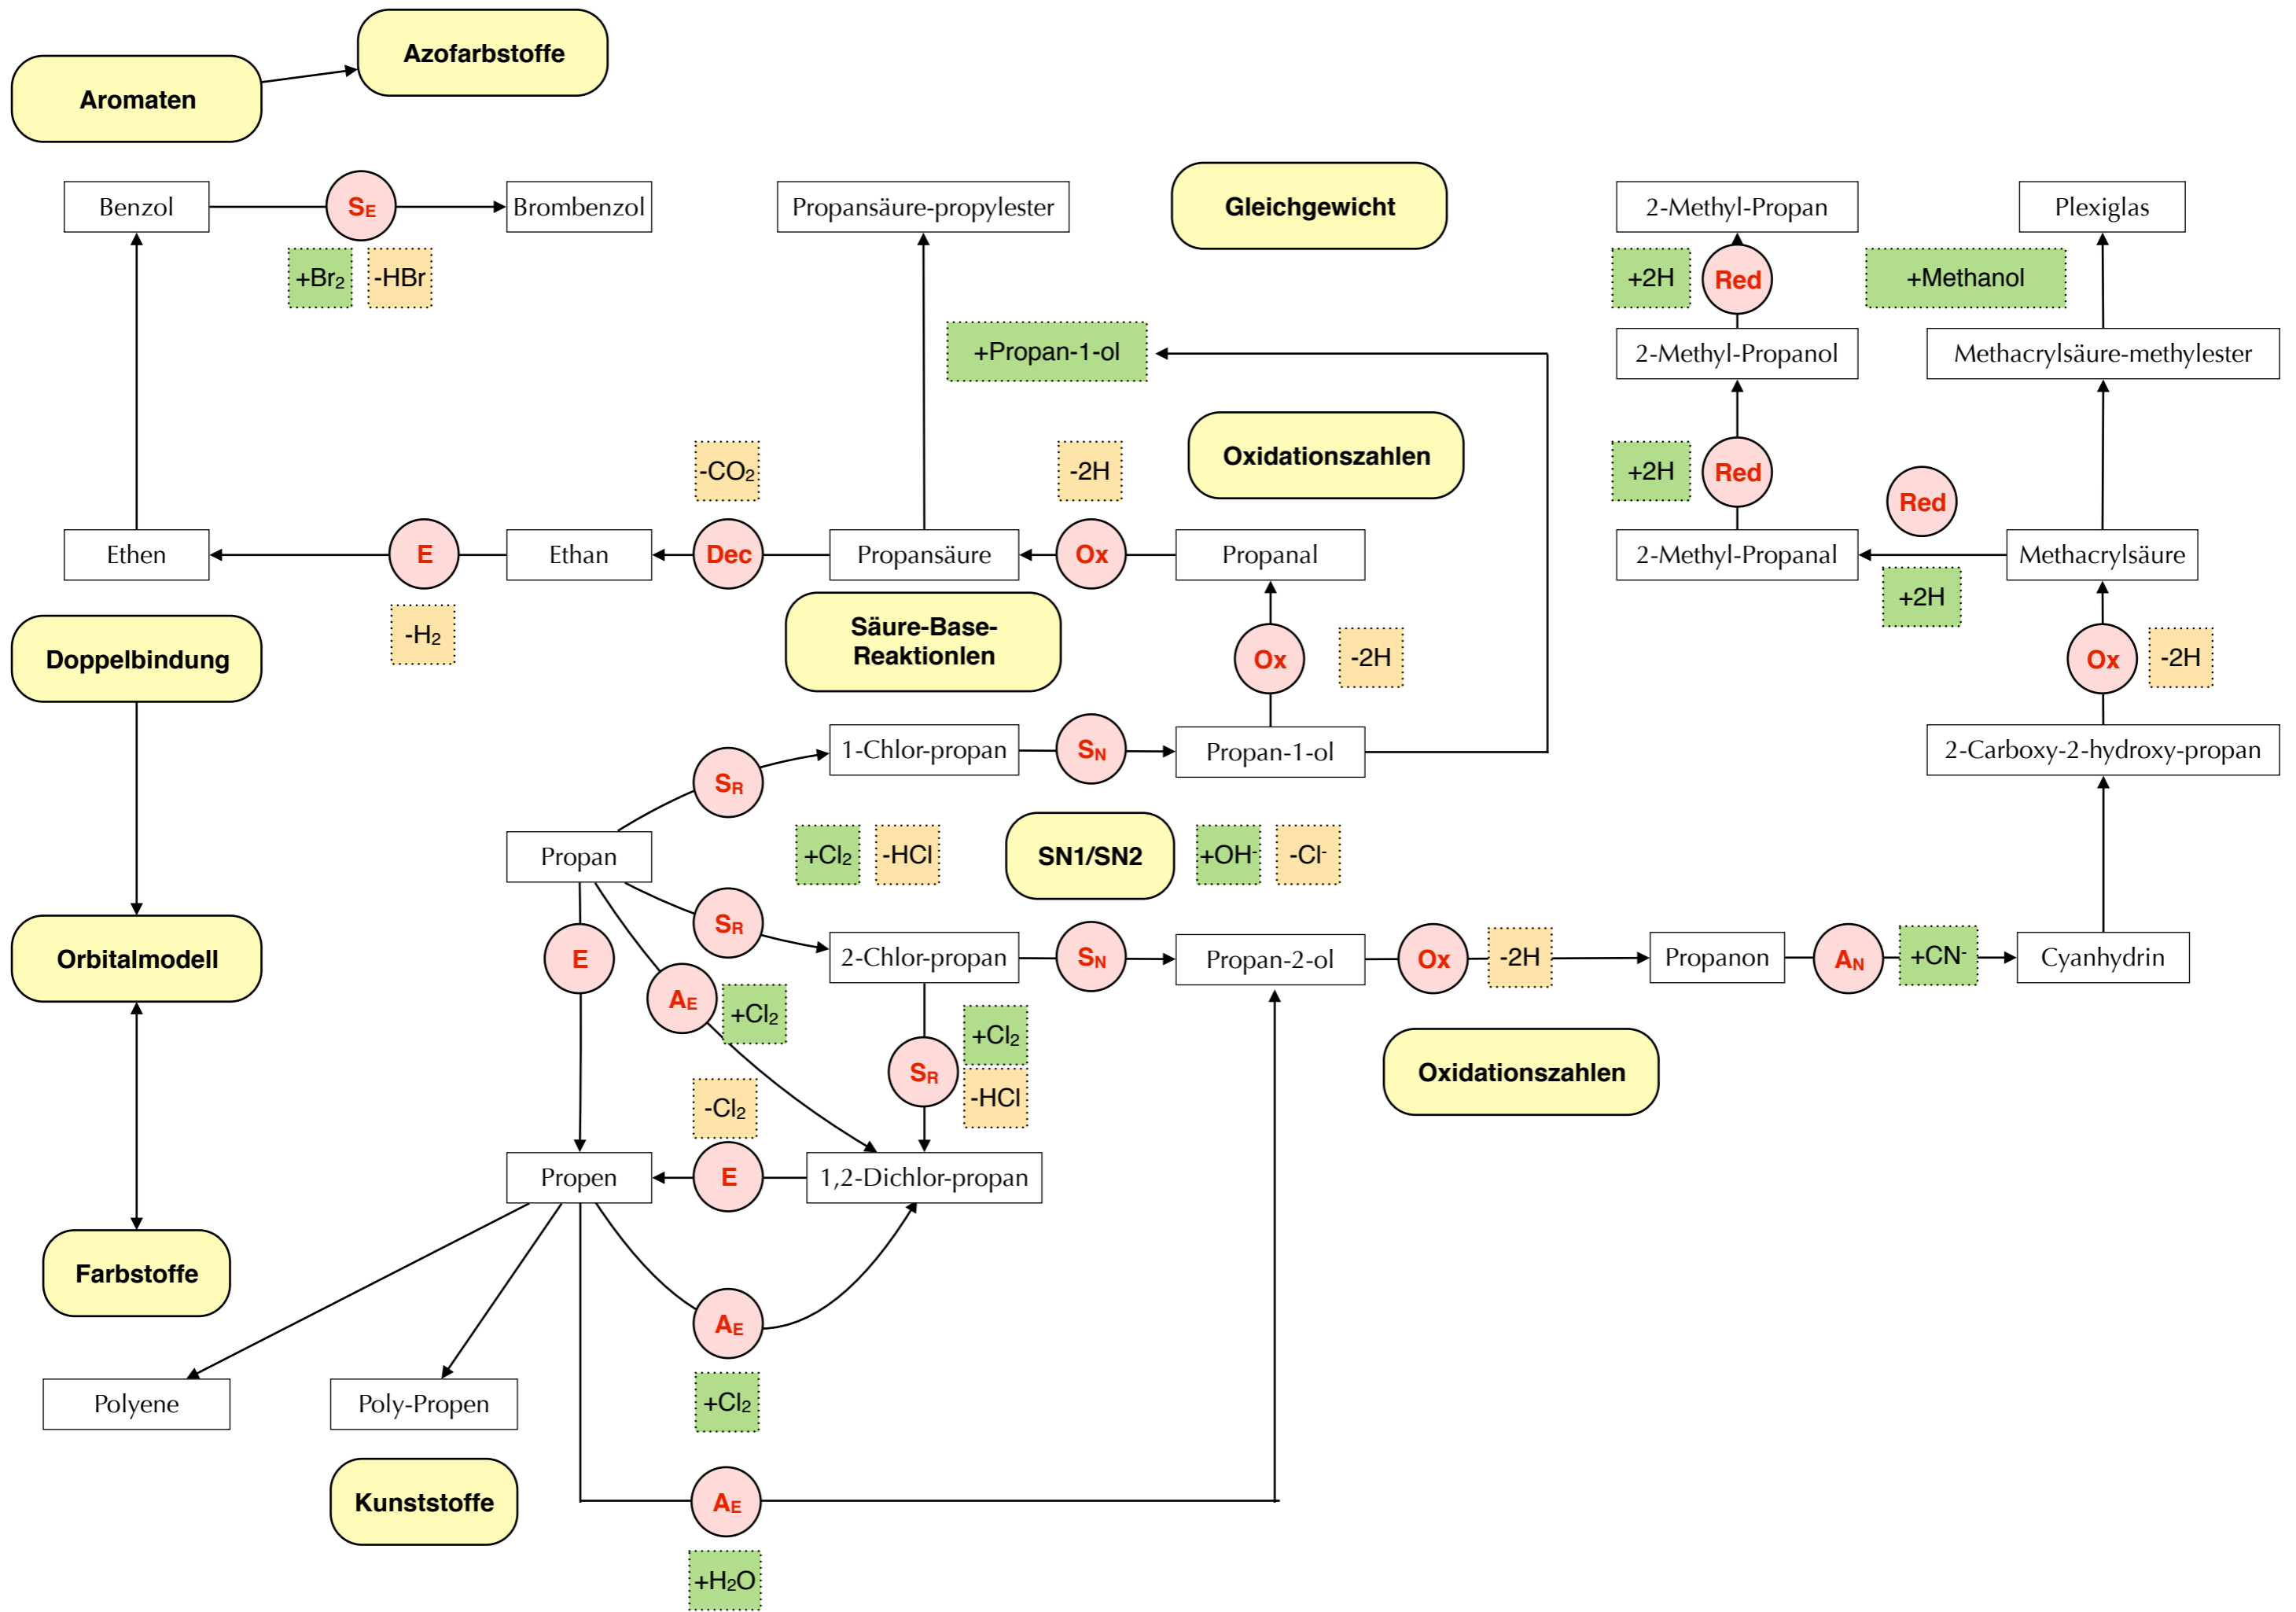 Azofarbstoffe
Aromaten
Benzol
SE
Brombenzol
Propansäure-propylester
Gleichgewicht
2-Methyl-Propan
Plexiglas
+Br2
-HBr
+2H
Red
+Methanol
+Propan-1-ol
2-Methyl-Propanol
Methacrylsäure-methylester
-CO2
-2H
Oxidationszahlen
+2H
Red
Red
Ethen
E
Ethan
Dec
Propansäure
Ox
Propanal
2-Methyl-Propanal
Methacrylsäure
+2H
-H2
Doppelbindung
Säure-Base-
Reaktionlen
Ox
-2H
Ox
-2H
1-Chlor-propan
SN
Propan-1-ol
2-Carboxy-2-hydroxy-propan
SR
Propan
+Cl2
-HCl
SN1/SN2
+OH-
-Cl-
SR
Orbitalmodell
E
2-Chlor-propan
SN
Propan-2-ol
Ox
-2H
Propanon
AN
+CN-
Cyanhydrin
AE
+Cl2
+Cl2
SR
-HCl
Oxidationszahlen
-Cl2
Propen
E
1,2-Dichlor-propan
Farbstoffe
AE
Polyene
Poly-Propen
+Cl2
Kunststoffe
AE
+H2O